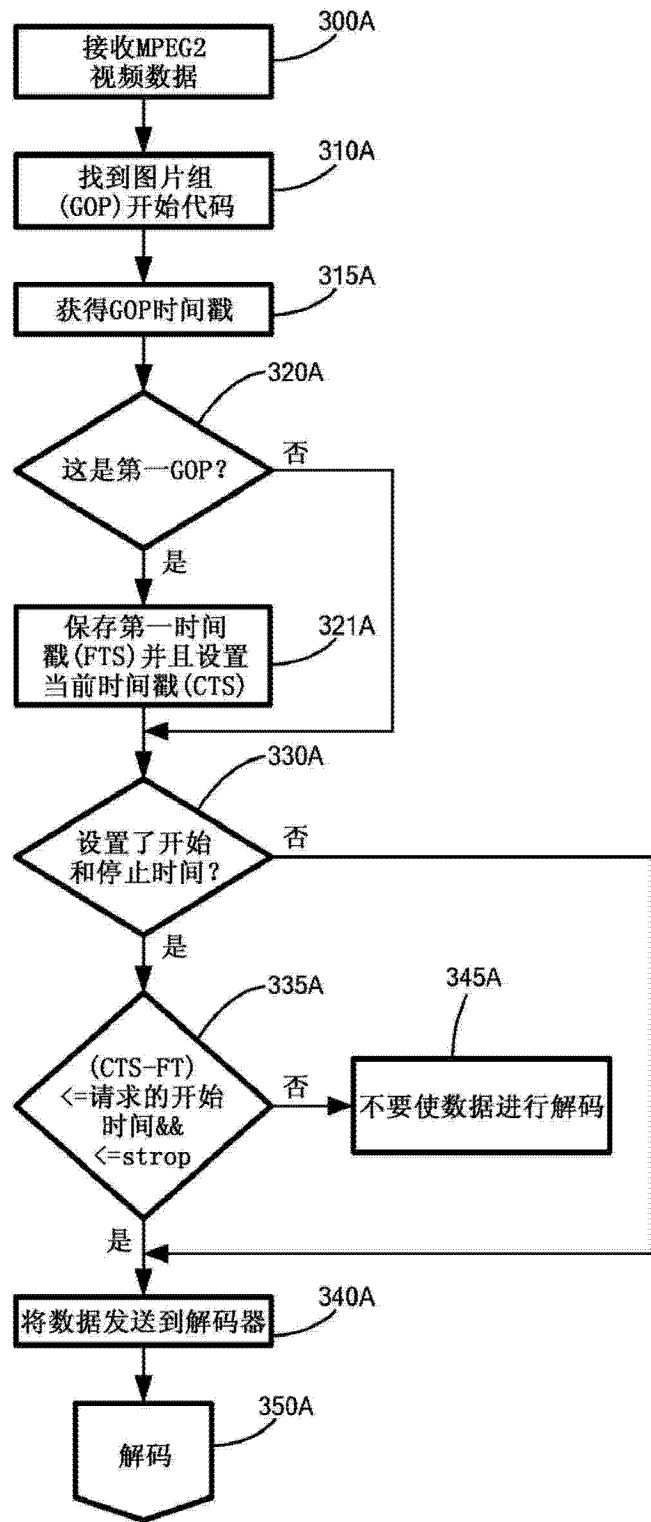 接收MPEG2
视频数据
300A
找到图片组
(GOP)开始代码
310A
获得GOP时间戳
315A
320A
这是第一GOP?
否
是
保存第一时间
戳(FTS)并且设置
当前时间戳(CTS)
321A
330A
设置了开始
和停止时间?
否
是
335A
(CTS-FT)
<=请求的开始
时间&&
<=strop
否
345A
不要使数据进行解码
是
将数据发送到解码器
340A
350A
解码